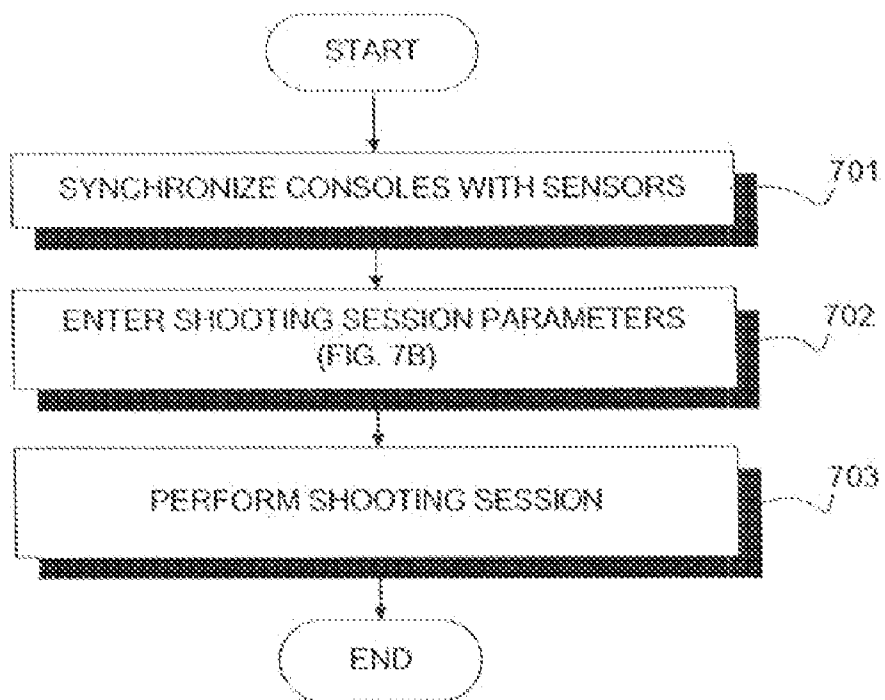 START
SYNCHRONIZE CONSOLES WITH SENSORS
701
ENTER SHOOTING SESSION PARAMETERS
(FIG. 7B)
702
PERFORM SHOOTING SESSION
703
END